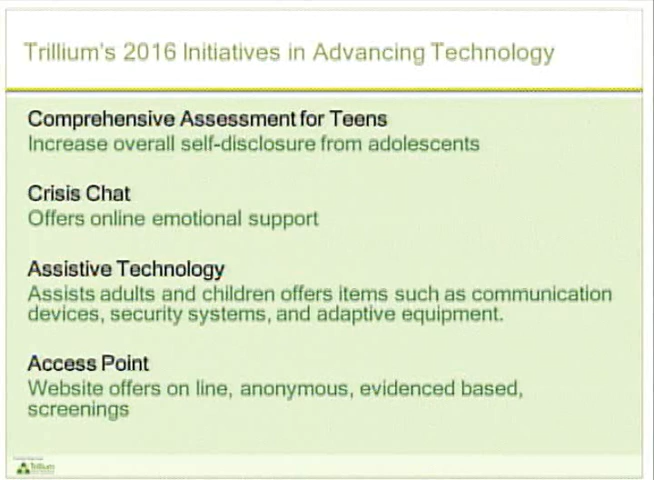 Trillium's 2016 Initiatives in Advancing Technology
Comprehensive Assessment for Teens
Increase overall self-disclosure from adolescents
Crisis Chat
Offers online emotional support
Assistive Technology
Assists adults and children offers items such as communication
devices, security systems, and adaptive equipment.
Access Point
Website offers on line, anonymous, evidenced based,
screenings
Trillium